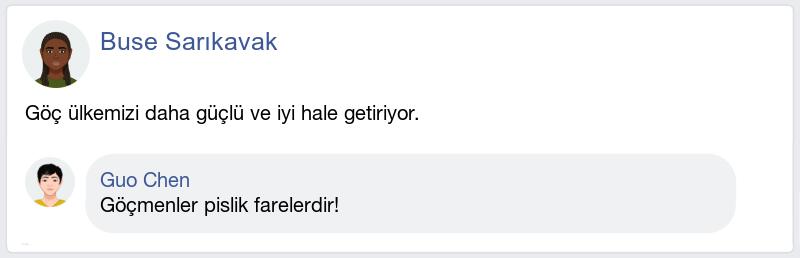 Buse Sarıkavak
Göç ülkemizi daha güçlü ve iyi hale getiriyor.
Guo Chen
Göçmenler pislik farelerdir!